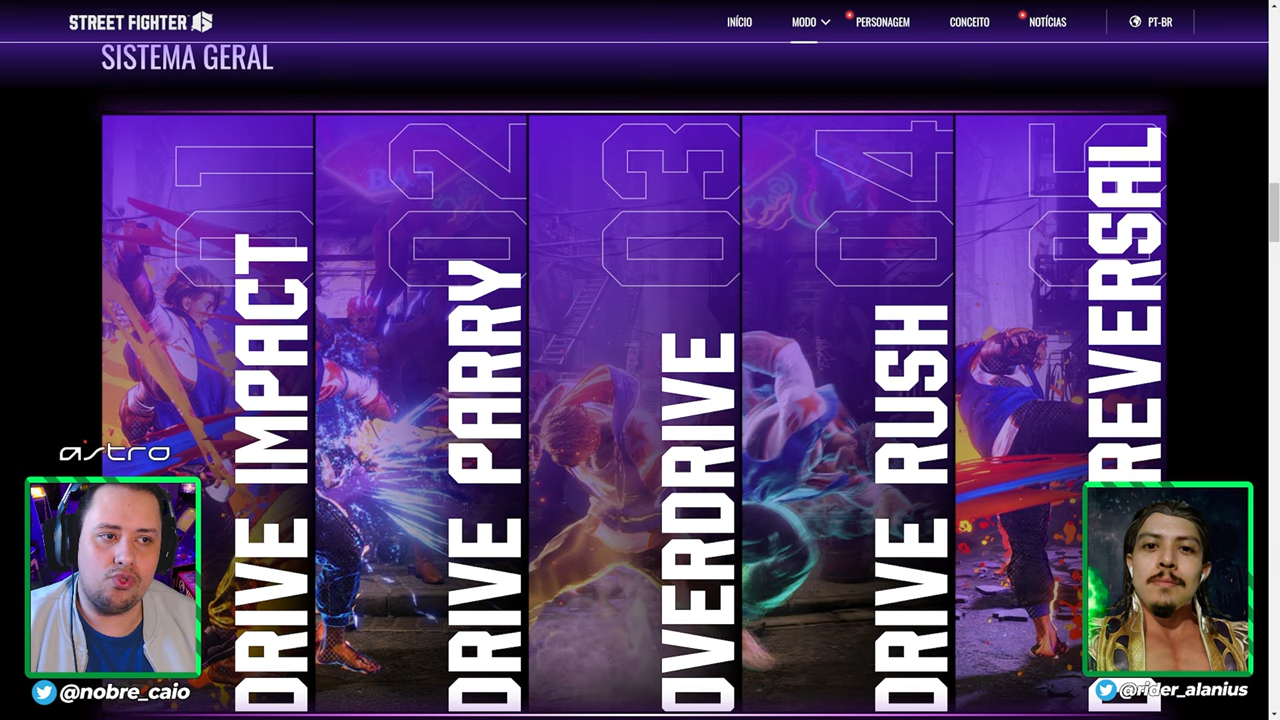 STREET FIGHTER 6
INÍCIO
MODO
PERSONAGEM
CONCEITO
NOTÍCIAS
PT-BR
SISTEMA GERAL
01
DRIVE IMPACT
02
DRIVE PARRY
03
OVERDRIVE
04
DRIVE RUSH
05
REVERSAL
astro
@nobre_caio
@rider_alanius